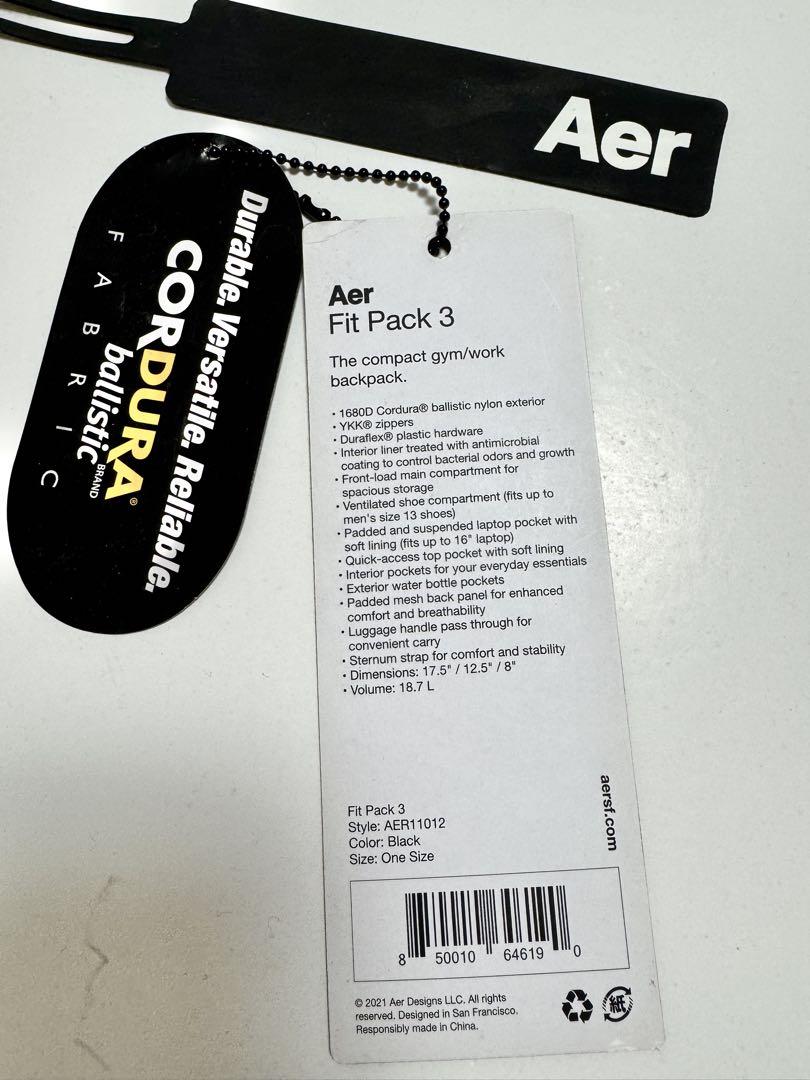 Aer
Durable. Versatile. Reliable.
CORDURA®
BRAND
ballistic
FABRIC
Aer
Fit Pack 3
The compact gym/work
backpack.
• 1680D Cordura® ballistic nylon exterior
• YKK® zippers
• Duraflex® plastic hardware
• Interior liner treated with antimicrobial
coating to control bacterial odors and growth
• Front-load main compartment for
spacious storage
• Ventilated shoe compartment (fits up to
men's size 13 shoes)
• Padded and suspended laptop pocket with
soft lining (fits up to 16" laptop)
• Quick-access top pocket with soft lining
• Interior pockets for your everyday essentials
• Exterior water bottle pockets
• Padded mesh back panel for enhanced
comfort and breathability
• Luggage handle pass through for
convenient carry
• Sternum strap for comfort and stability
• Dimensions: 17.5" / 12.5" / 8"
• Volume: 18.7 L
aersf.com
Fit Pack 3
Style: AER11012
Color: Black
Size: One Size
8 50010 64619 0
© 2021 Aer Designs LLC. All rights
reserved. Designed in San Francisco.
Responsibly made in China.
紙